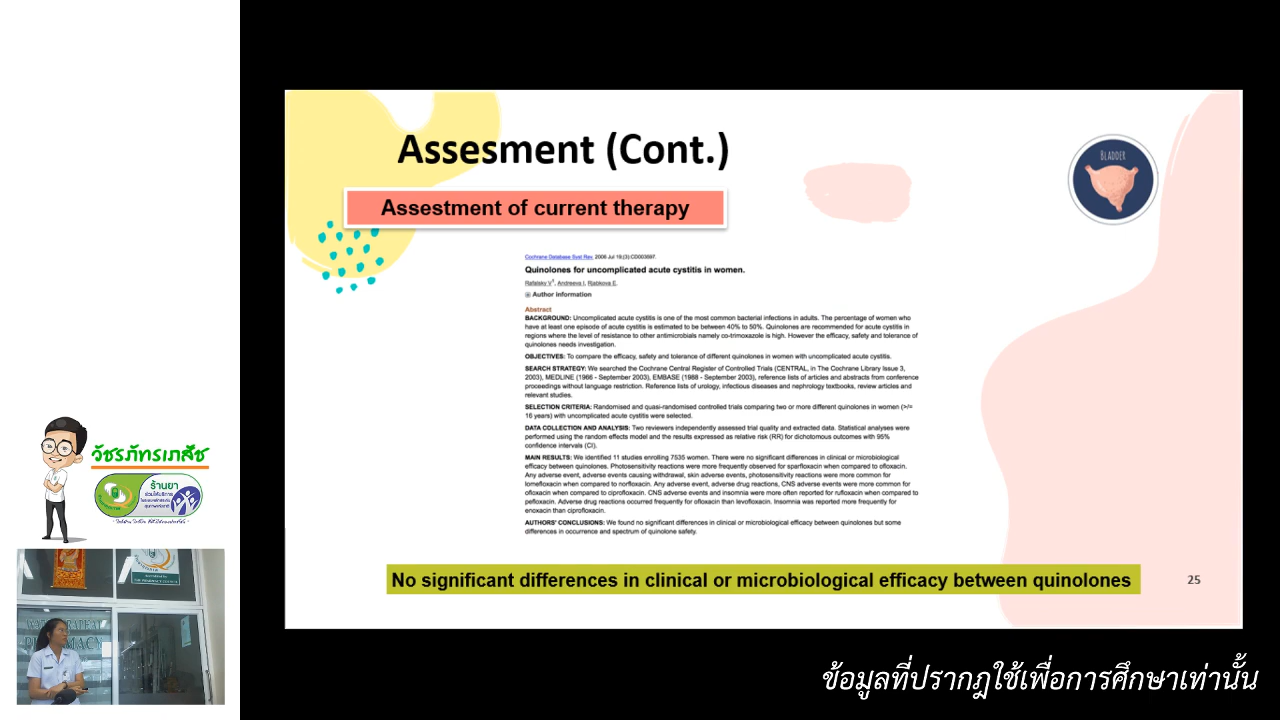 Assesment (Cont.)
BLADDER
Assestment of current therapy
Cochrane Database Syst Rev. 2006 Jul 19;(3):CD003597.
Quinolones for uncomplicated acute cystitis in women.
Rafalsky V1, Andreeva I, Rjabkova E.
Author information
Abstract
BACKGROUND: Uncomplicated acute cystitis is one of the most common bacterial infections in adults. The percentage of women who
have at least one episode of acute cystitis is estimated to be between 40% to 50%. Quinolones are recommended for acute cystitis in
regions where the level of resistance to other antimicrobials namely co-trimoxazole is high. However the efficacy, safety and tolerance of
quinolones needs investigation.
OBJECTIVES: To compare the efficacy, safety and tolerance of different quinolones in women with uncomplicated acute cystitis.
SEARCH STRATEGY: We searched the Cochrane Central Register of Controlled Trials (CENTRAL, in The Cochrane Library Issue 3,
2003), MEDLINE (1966 - September 2003), EMBASE (1988 - September 2003), reference lists of articles and abstracts from conference
proceedings without language restriction. Reference lists of urology, infectious diseases and nephrology textbooks, review articles and
relevant studies.
SELECTION CRITERIA: Randomised and quasi-randomised controlled trials comparing two or more different quinolones in women (>/=
16 years) with uncomplicated acute cystitis were selected.
DATA COLLECTION AND ANALYSIS: Two reviewers independently assessed trial quality and extracted data. Statistical analyses were
performed using the random effects model and the results expressed as relative risk (RR) for dichotomous outcomes with 95%
confidence intervals (CI).
MAIN RESULTS: We identified 11 studies enrolling 7535 women. There were no significant differences in clinical or microbiological
efficacy between quinolones. Photosensitivity reactions were more frequently observed for sparfloxacin when compared to ofloxacin.
Any adverse event, adverse events causing withdrawal, skin adverse events, photosensitivity reactions were more common for
lomefloxacin when compared to norfloxacin. Any adverse event, adverse drug reactions, CNS adverse events were more common for
ofloxacin when compared to ciprofloxacin. CNS adverse events and insomnia were more often reported for rufloxacin when compared to
pefloxacin. Adverse drug reactions occurred frequently for ofloxacin than levofloxacin. Insomnia was reported more frequently for
enoxacin than ciprofloxacin.
AUTHORS' CONCLUSIONS: We found no significant differences in clinical or microbiological efficacy between quinolones but some
differences in occurrence and spectrum of quinolone safety.
No significant differences in clinical or microbiological efficacy between quinolones
25
วัชรภัทรเภสัช
ร้านยา
ข้อมูลที่ปรากฎใช้เพื่อการศึกษาเท่านั้น